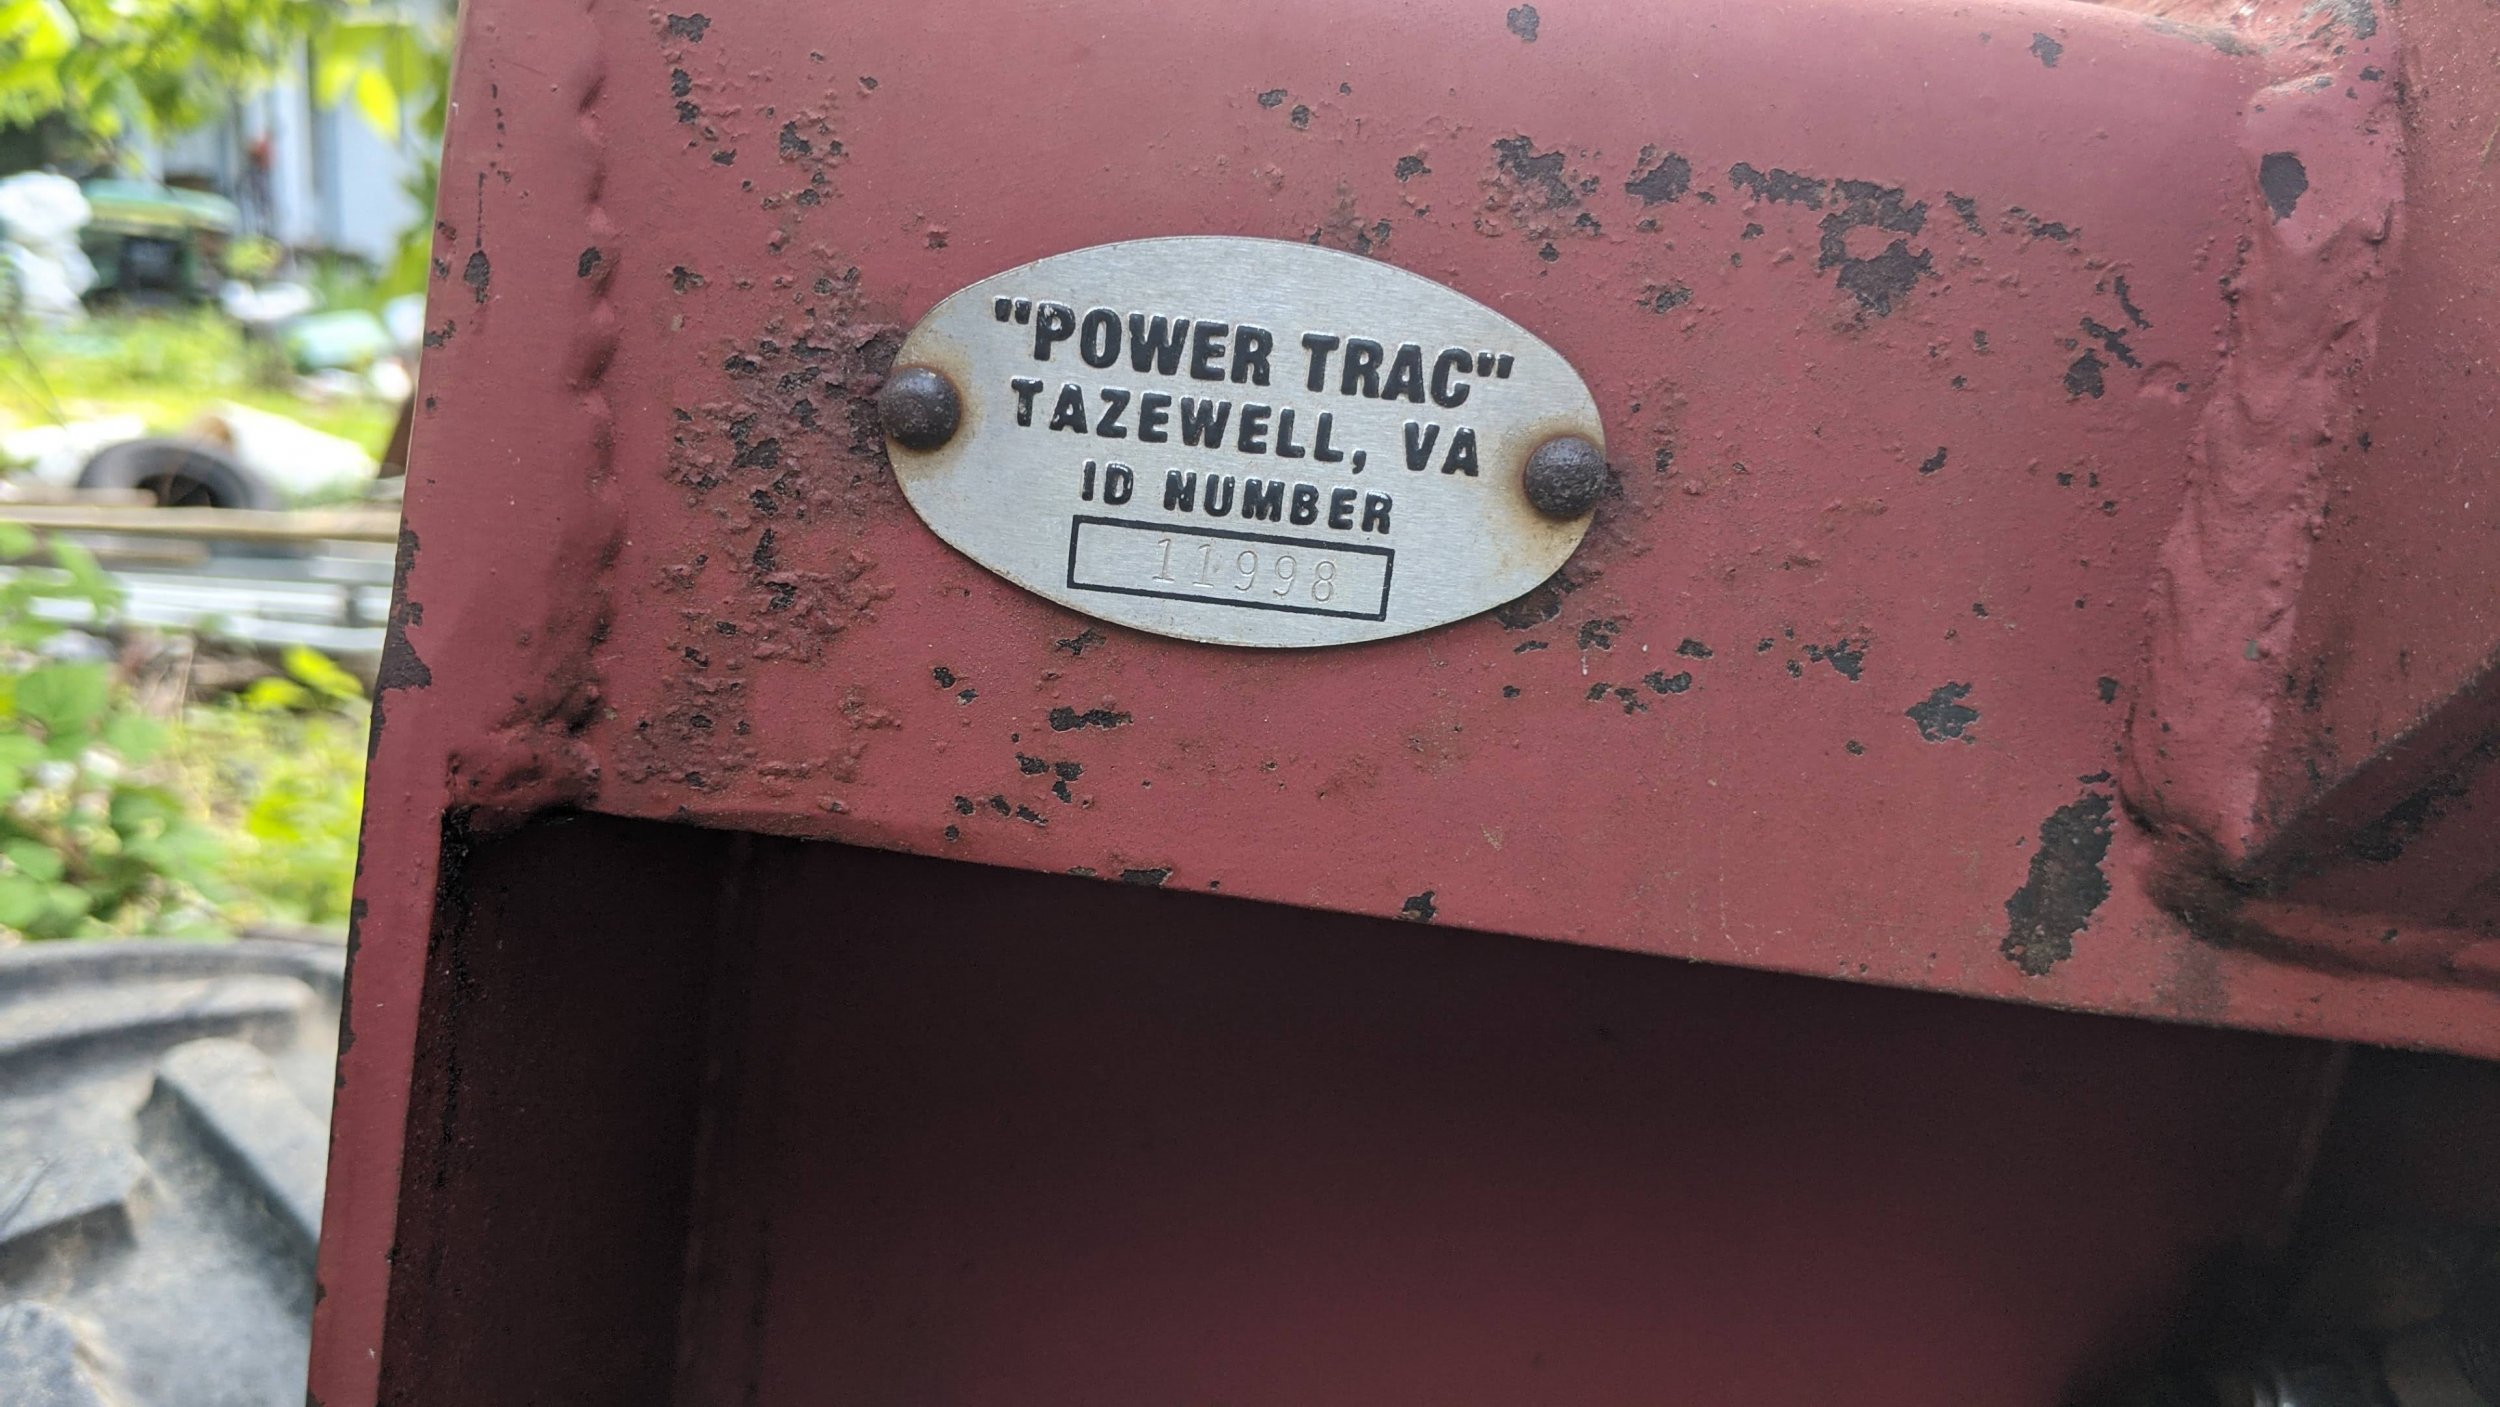 "POWER TRAC"
TAZEWELL, VA
ID NUMBER
11998